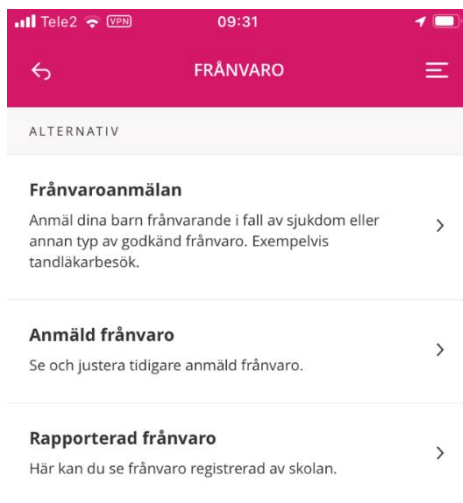 Tele2 VPN 09:31
FRÅNVARO
ALTERNATIV
Frånvaroanmälan
Anmäl dina barn frånvarande i fall av sjukdom eller
annan typ av godkänd frånvaro. Exempelvis
tandläkarbesök.
Anmäld frånvaro
Se och justera tidigare anmäld frånvaro.
Rapporterad frånvaro
Här kan du se frånvaro registrerad av skolan.